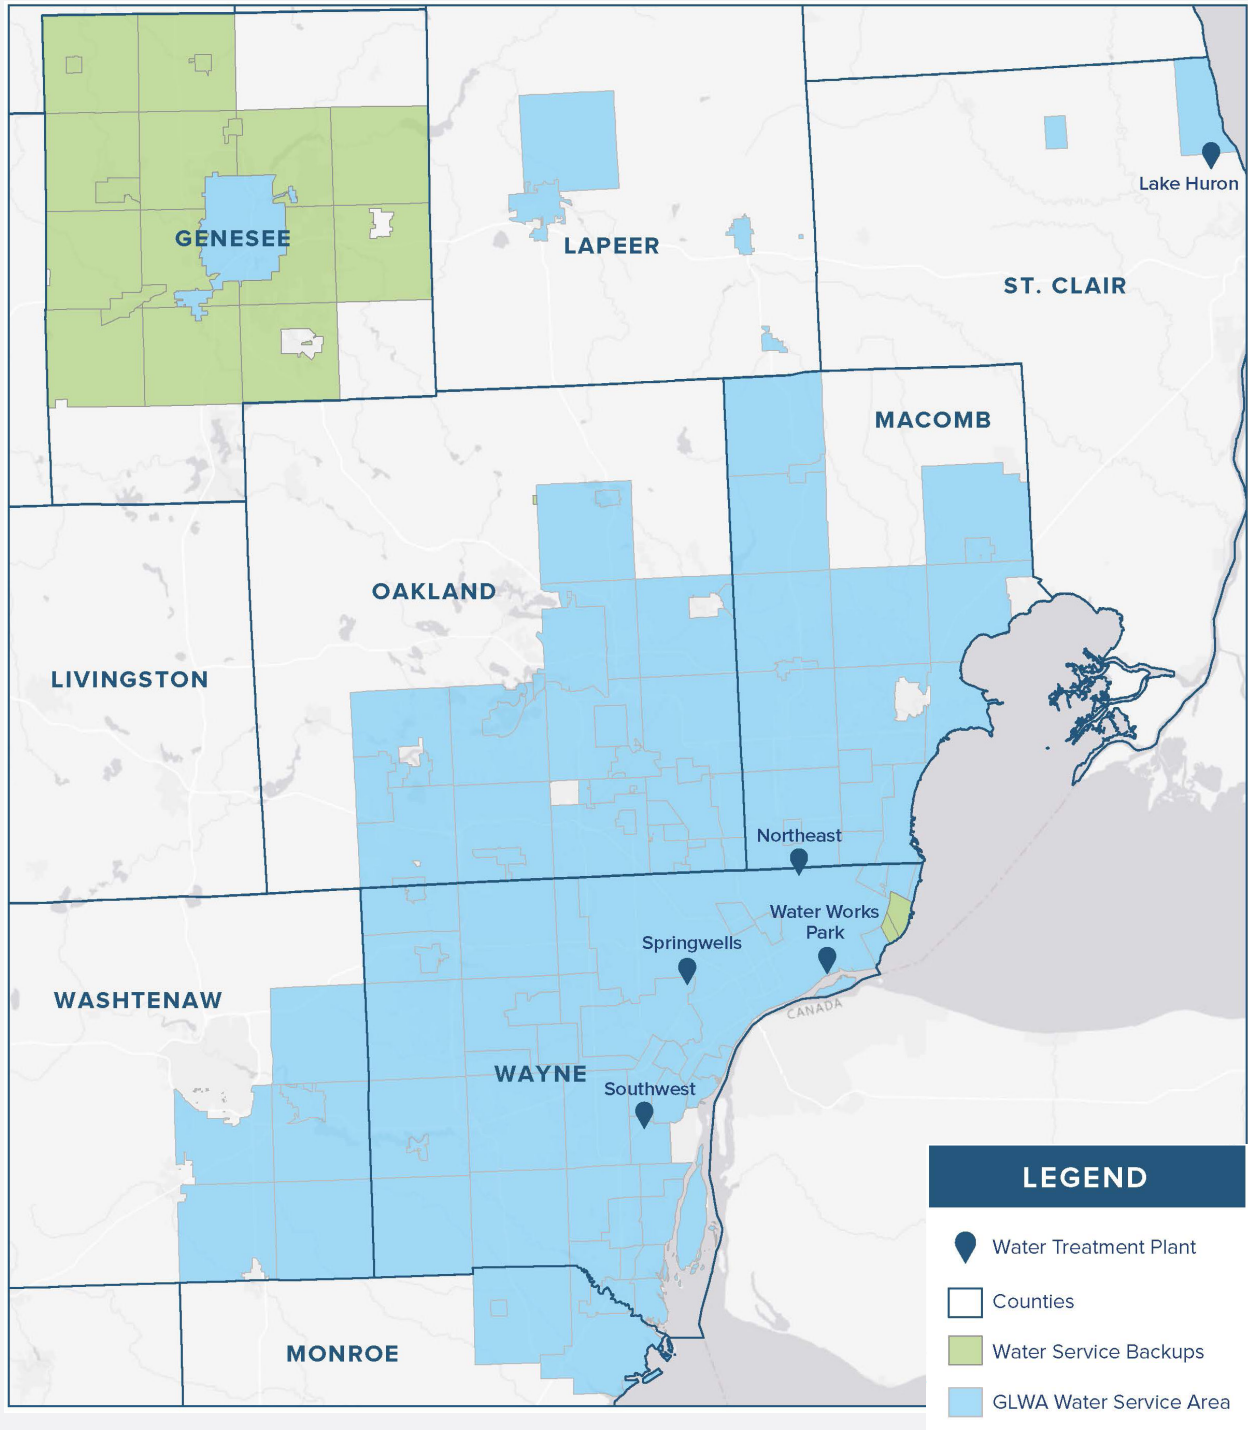 Lake Huron
GENESEE
LAPEER
ST. CLAIR
MACOMB
OAKLAND
LIVINGSTON
Northeast
Water Works
Park
Springwells
WASHTENAW
CANADA
WAYNE
Southwest
MONROE
LEGEND
Water Treatment Plant
Counties
Water Service Backups
GLWA Water Service Area